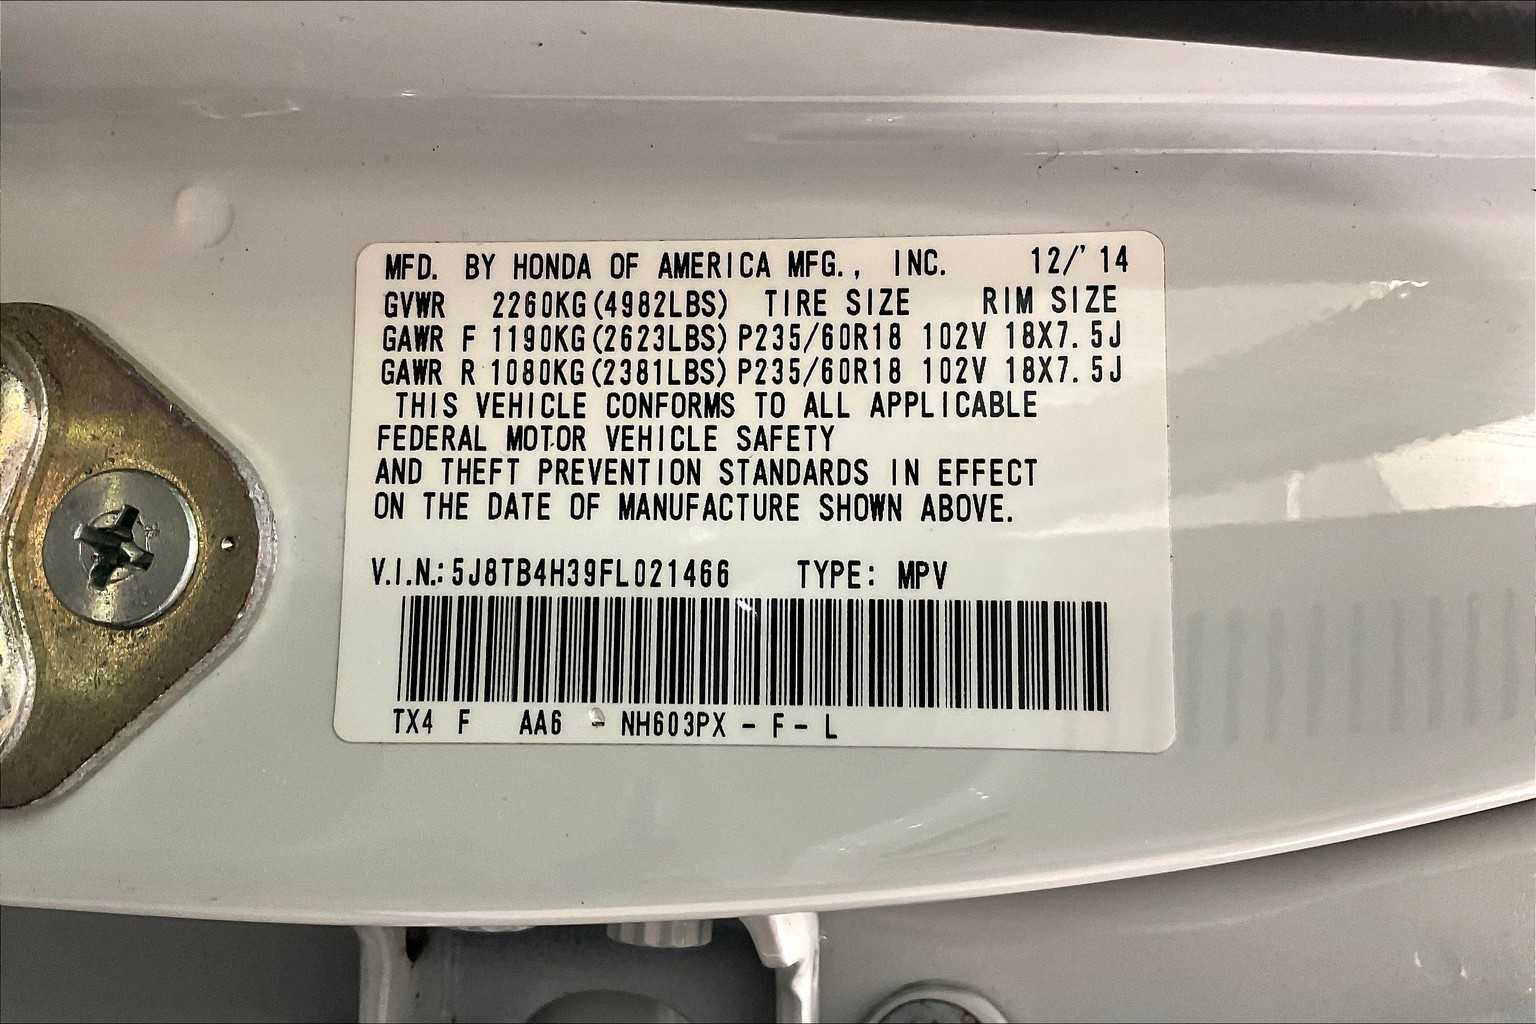 MFD. BY HONDA OF AMERICA MFG., INC. 12/'14
GVWR 2260KG(4982LBS) TIRE SIZE RIM SIZE
GAWR F 1190KG(2623LBS) P235/60R18 102V 18X7.5J
GAWR R 1080KG(2381LBS) P235/60R18 102V 18X7.5J
THIS VEHICLE CONFORMS TO ALL APPLICABLE
FEDERAL MOTOR VEHICLE SAFETY
AND THEFT PREVENTION STANDARDS IN EFFECT
ON THE DATE OF MANUFACTURE SHOWN ABOVE.
V.I.N.: 5J8TB4H39FL021466 TYPE: MPV
TX4 F AA6 - NH603PX - F - L